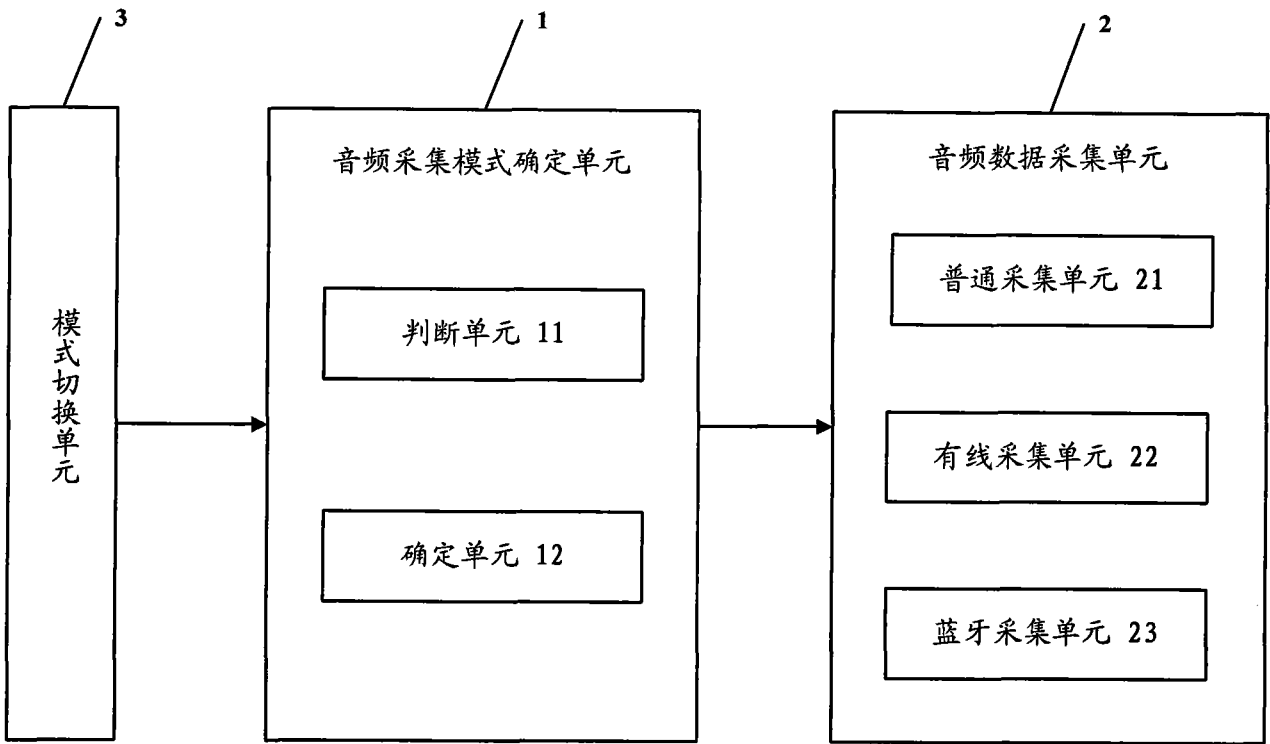 3
1
2
模式切换单元
音频采集模式确定单元
判断单元 11
确定单元 12
音频数据采集单元
普通采集单元 21
有线采集单元 22
蓝牙采集单元 23